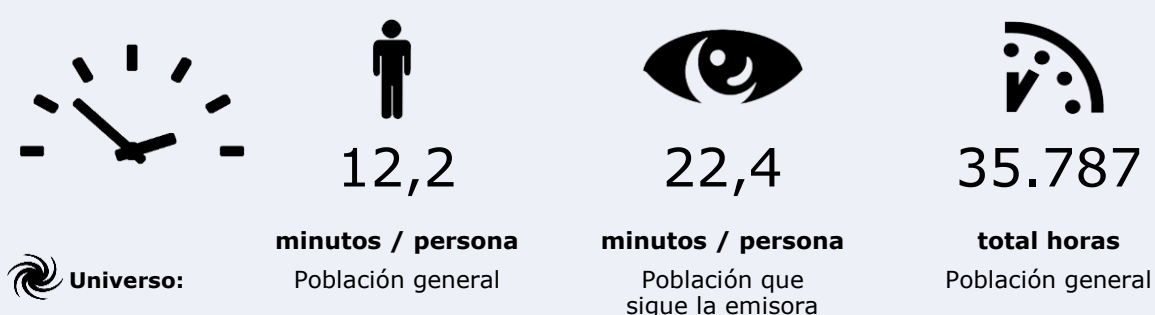 12,2
22,4
35.787
minutos / persona
minutos / persona
total horas
Universo:
Población general
Población que
sigue la emisora
Población general